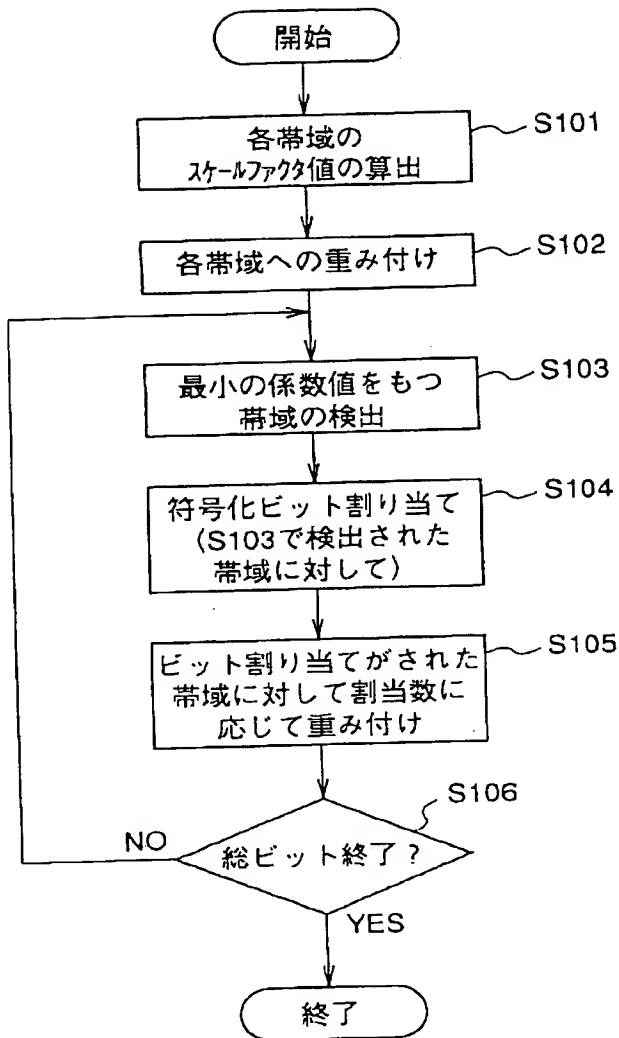 開始
各帯域の
スケールファクタ値の算出
S101
各帯域への重み付け
S102
最小の係数値をもつ
帯域の検出
S103
符号化ビット割り当て
(S103で検出された
帯域に対して)
S104
ビット割り当てがされた
帯域に対して割当数に
応じて重み付け
S105
S106
NO
総ビット終了?
YES
終了